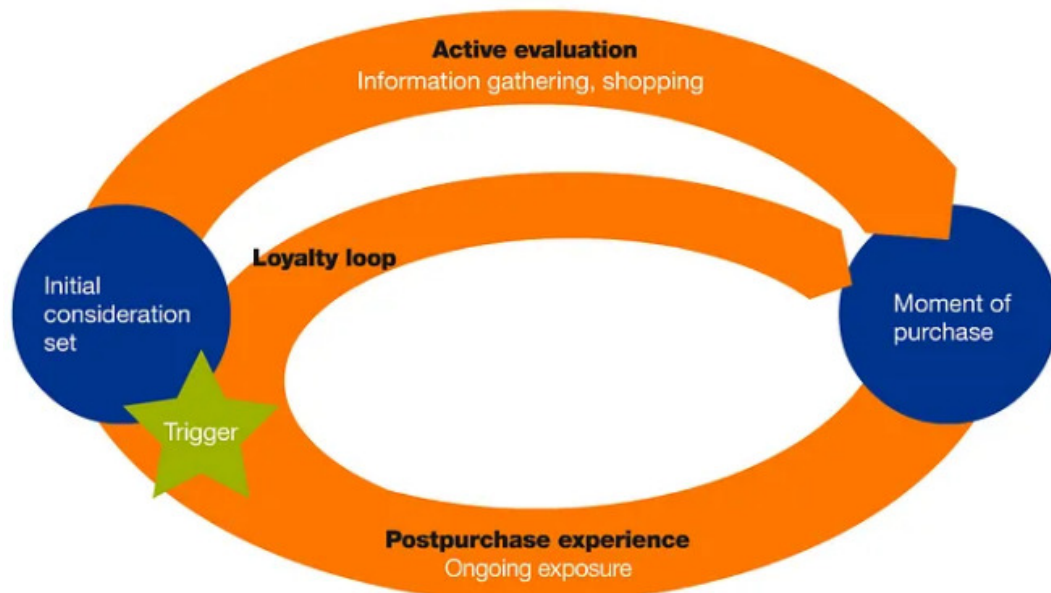 Active evaluation
Information gathering, shopping
Loyalty loop
Initial
consideration
set
Moment of
purchase
Trigger
Postpurchase experience
Ongoing exposure